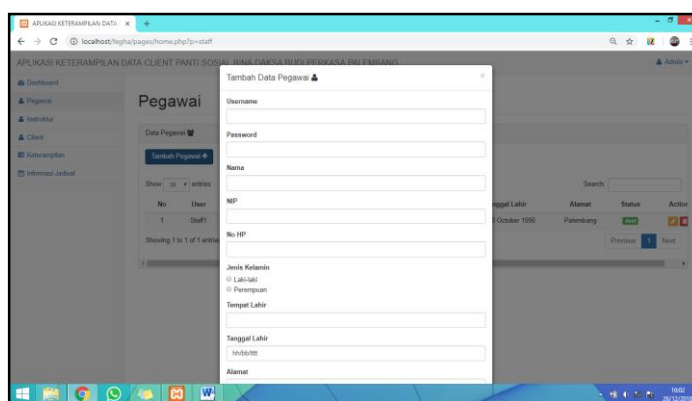 APLIKASI KETERAMPILAN DATA
localhost/fegha/pages/home.php?p=staff
APLIKASI KETERAMPILAN DATA CLIENT PANTI SOSIAL BINA DAKSA BUDI PERKASA PALEMBANG
Admin
Dashboard
Pegawai
Instruktur
Client
Keterampilan
Informasi Jadwal
Pegawai
Data Pegawai
Tambah Pegawai
Show entries
Search:
No User nggal Lahir Alamat Status Action
1 Staff1 October 1990 Palembang
Showing 1 to 1 of 1 entries
Previous 1 Next
Tambah Data Pegawai
Username
Password
Nama
NIP
No HP
Jenis Kelamin
Laki-laki
Perempuan
Tempat Lahir
Tanggal Lahir
hh/bb/tttt
Alamat
10:02